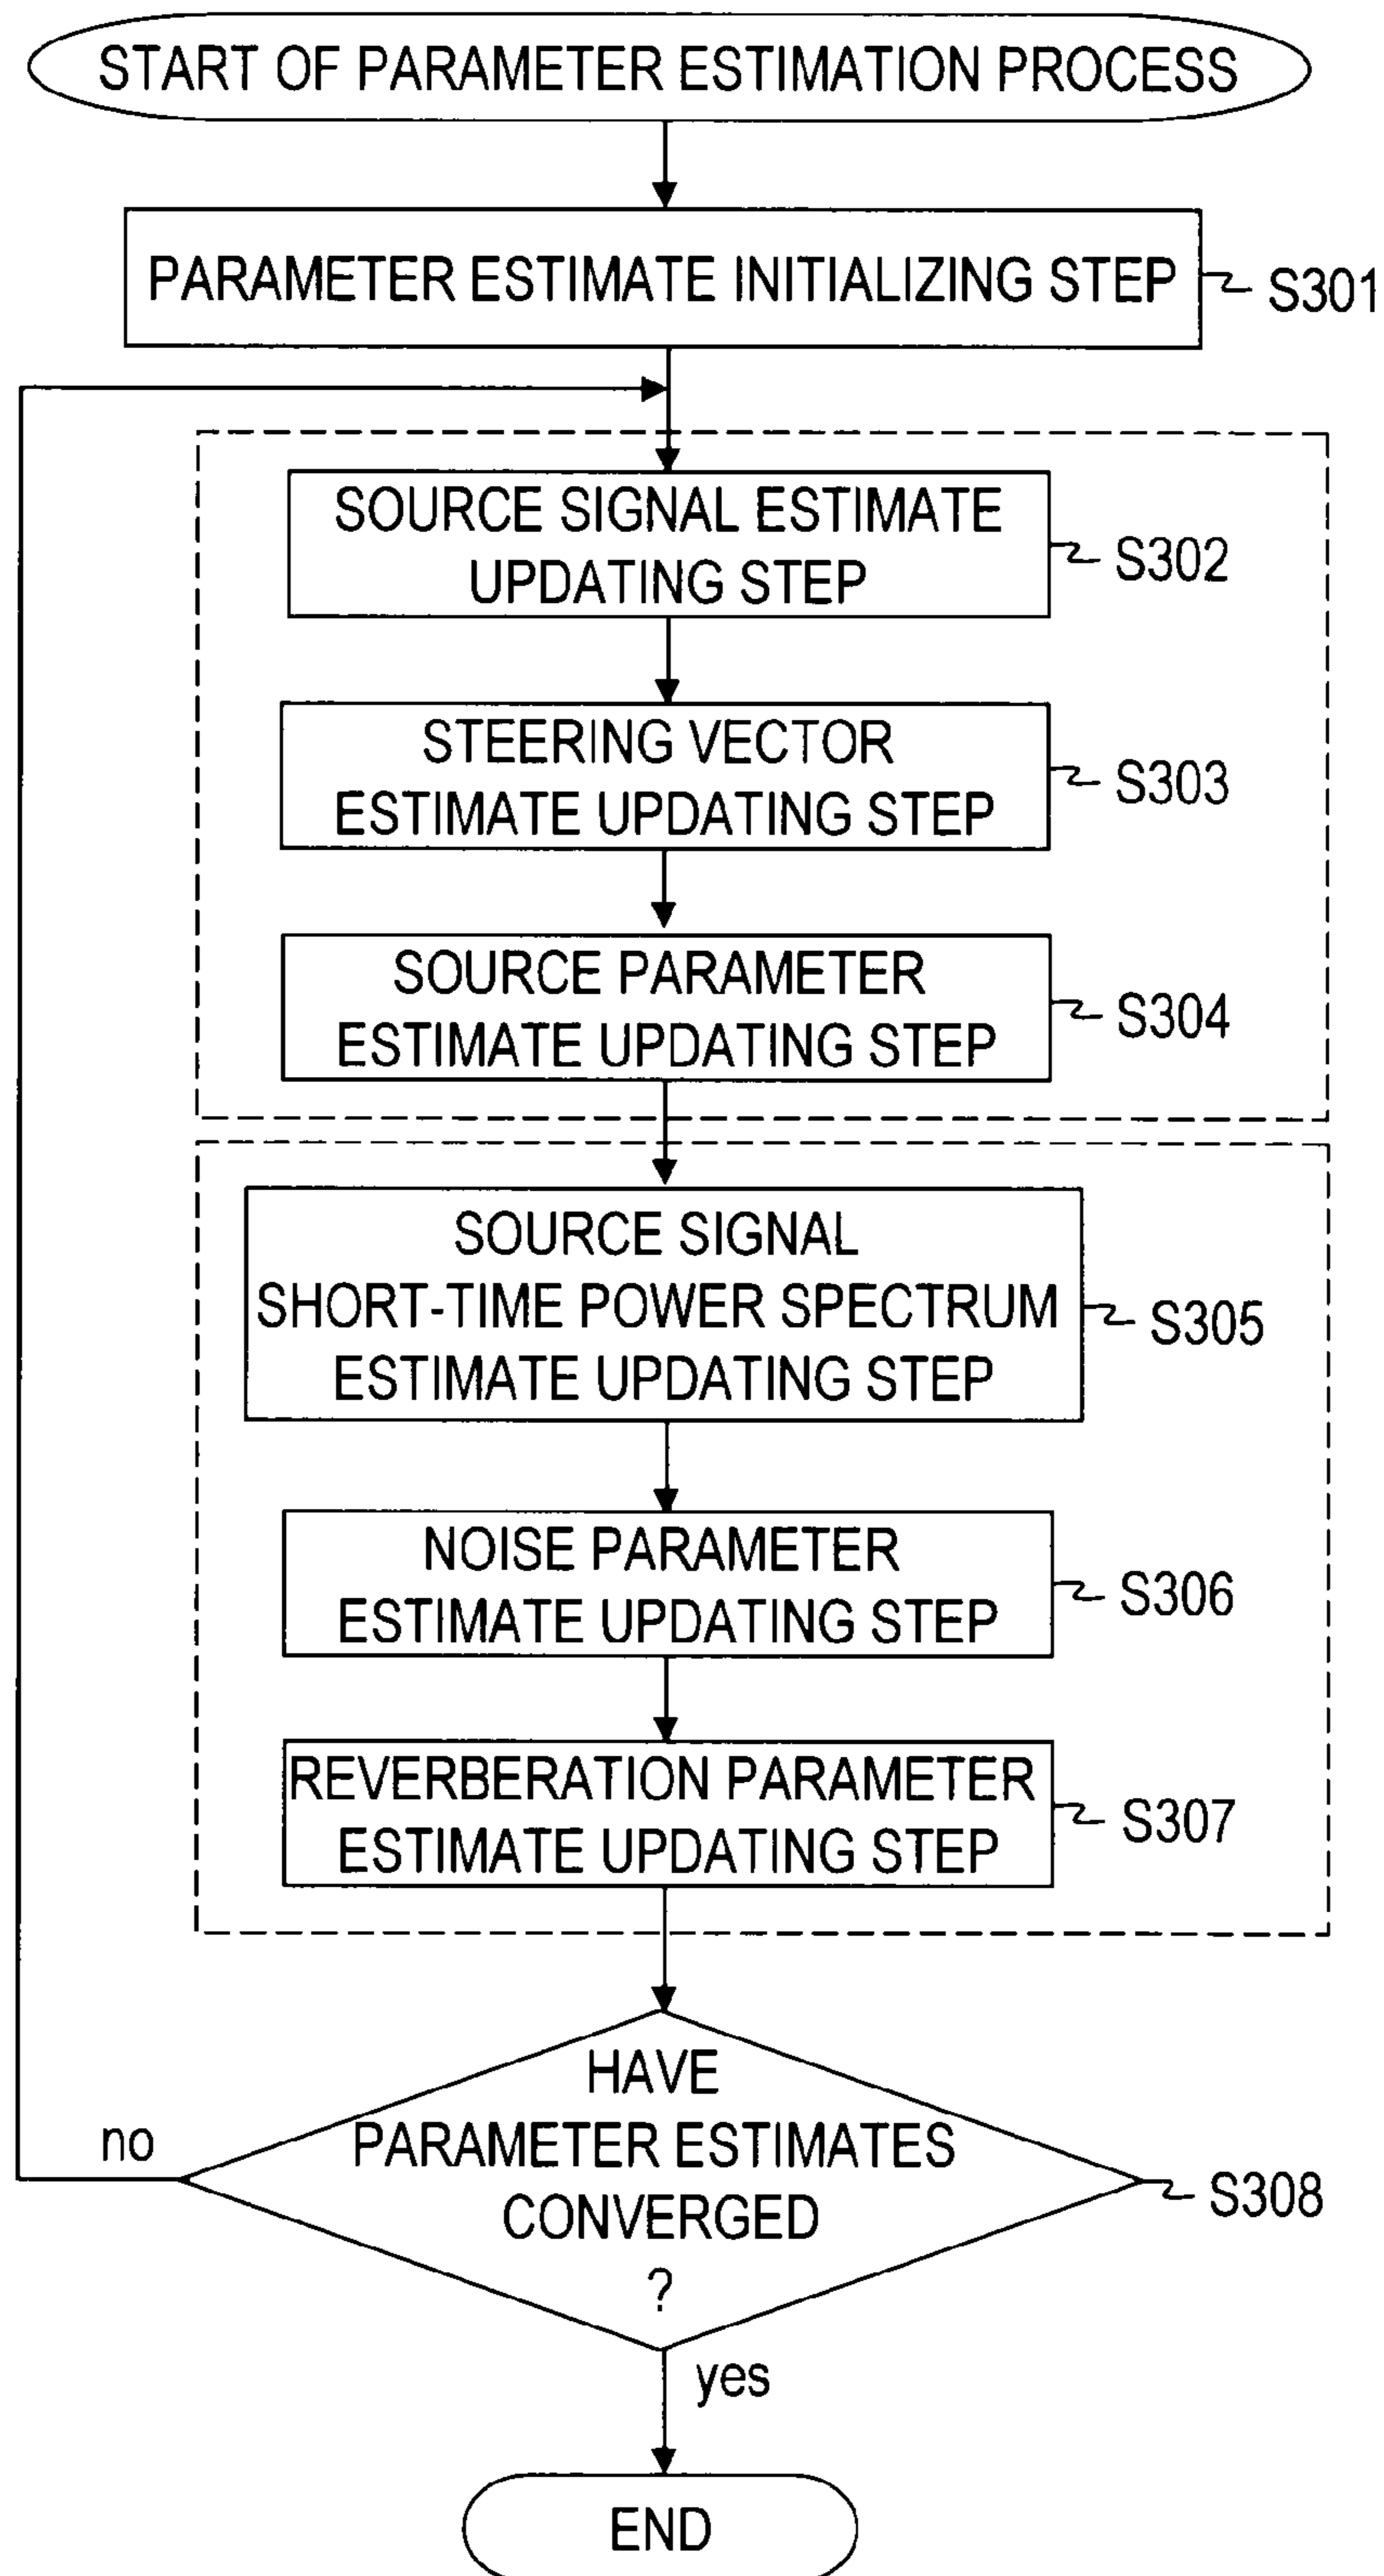 START OF PARAMETER ESTIMATION PROCESS
PARAMETER ESTIMATE INITIALIZING STEP
S301
SOURCE SIGNAL ESTIMATE
UPDATING STEP
S302
STEERING VECTOR
ESTIMATE UPDATING STEP
S303
SOURCE PARAMETER
ESTIMATE UPDATING STEP
S304
SOURCE SIGNAL
SHORT-TIME POWER SPECTRUM
ESTIMATE UPDATING STEP
S305
NOISE PARAMETER
ESTIMATE UPDATING STEP
S306
REVERBERATION PARAMETER
ESTIMATE UPDATING STEP
S307
HAVE
PARAMETER ESTIMATES
CONVERGED
?
no
S308
yes
END